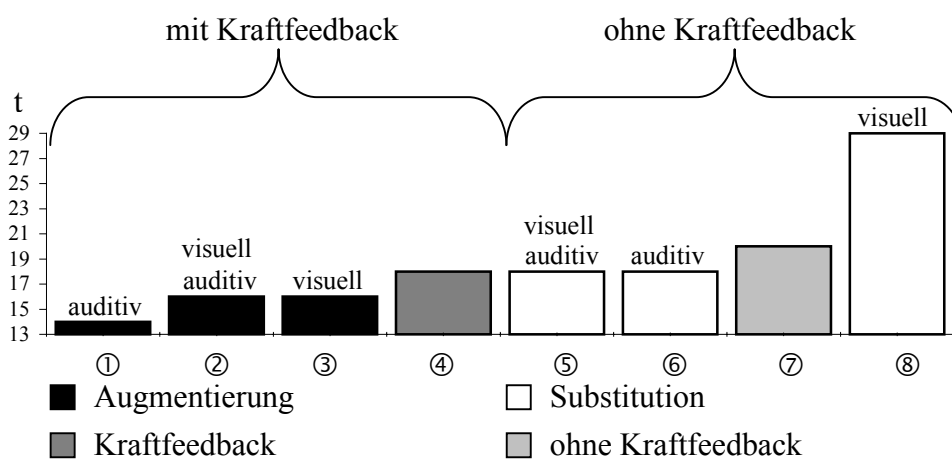 mit Kraftfeedback ohne Kraftfeedback
t
29
27
25
23
21
19
17
15
13
auditiv
visuell
auditiv
visuell
visuell
auditiv
auditiv
visuell
① ② ③ ④ ⑤ ⑥ ⑦ ⑧
Augmentierung Substitution
Kraftfeedback ohne Kraftfeedback